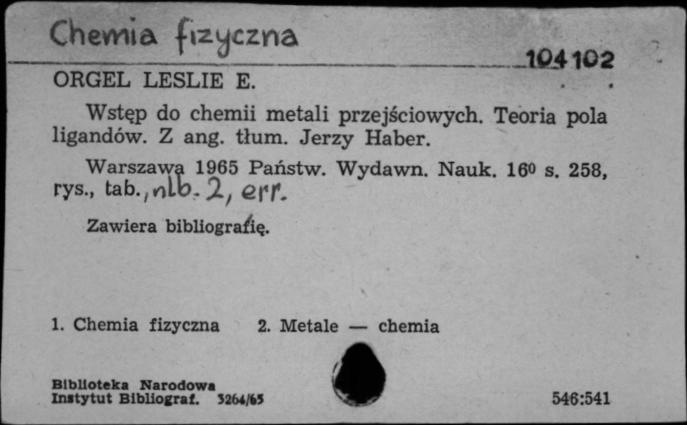 Chemia fizyczna
104102
ORGEL LESLIE E.
Wstęp do chemii metali przejściowych. Teoria pola
ligandów. Z ang. tłum. Jerzy Haber.
Warszawa 1965 Państw. Wydawn. Nauk. 16⁰ s. 258,
rys., tab., nlb. 2, err.
Zawiera bibliografię.
1. Chemia fizyczna 2. Metale — chemia
Biblioteka Narodowa
Instytut Bibliograf. 3264/65
546:541